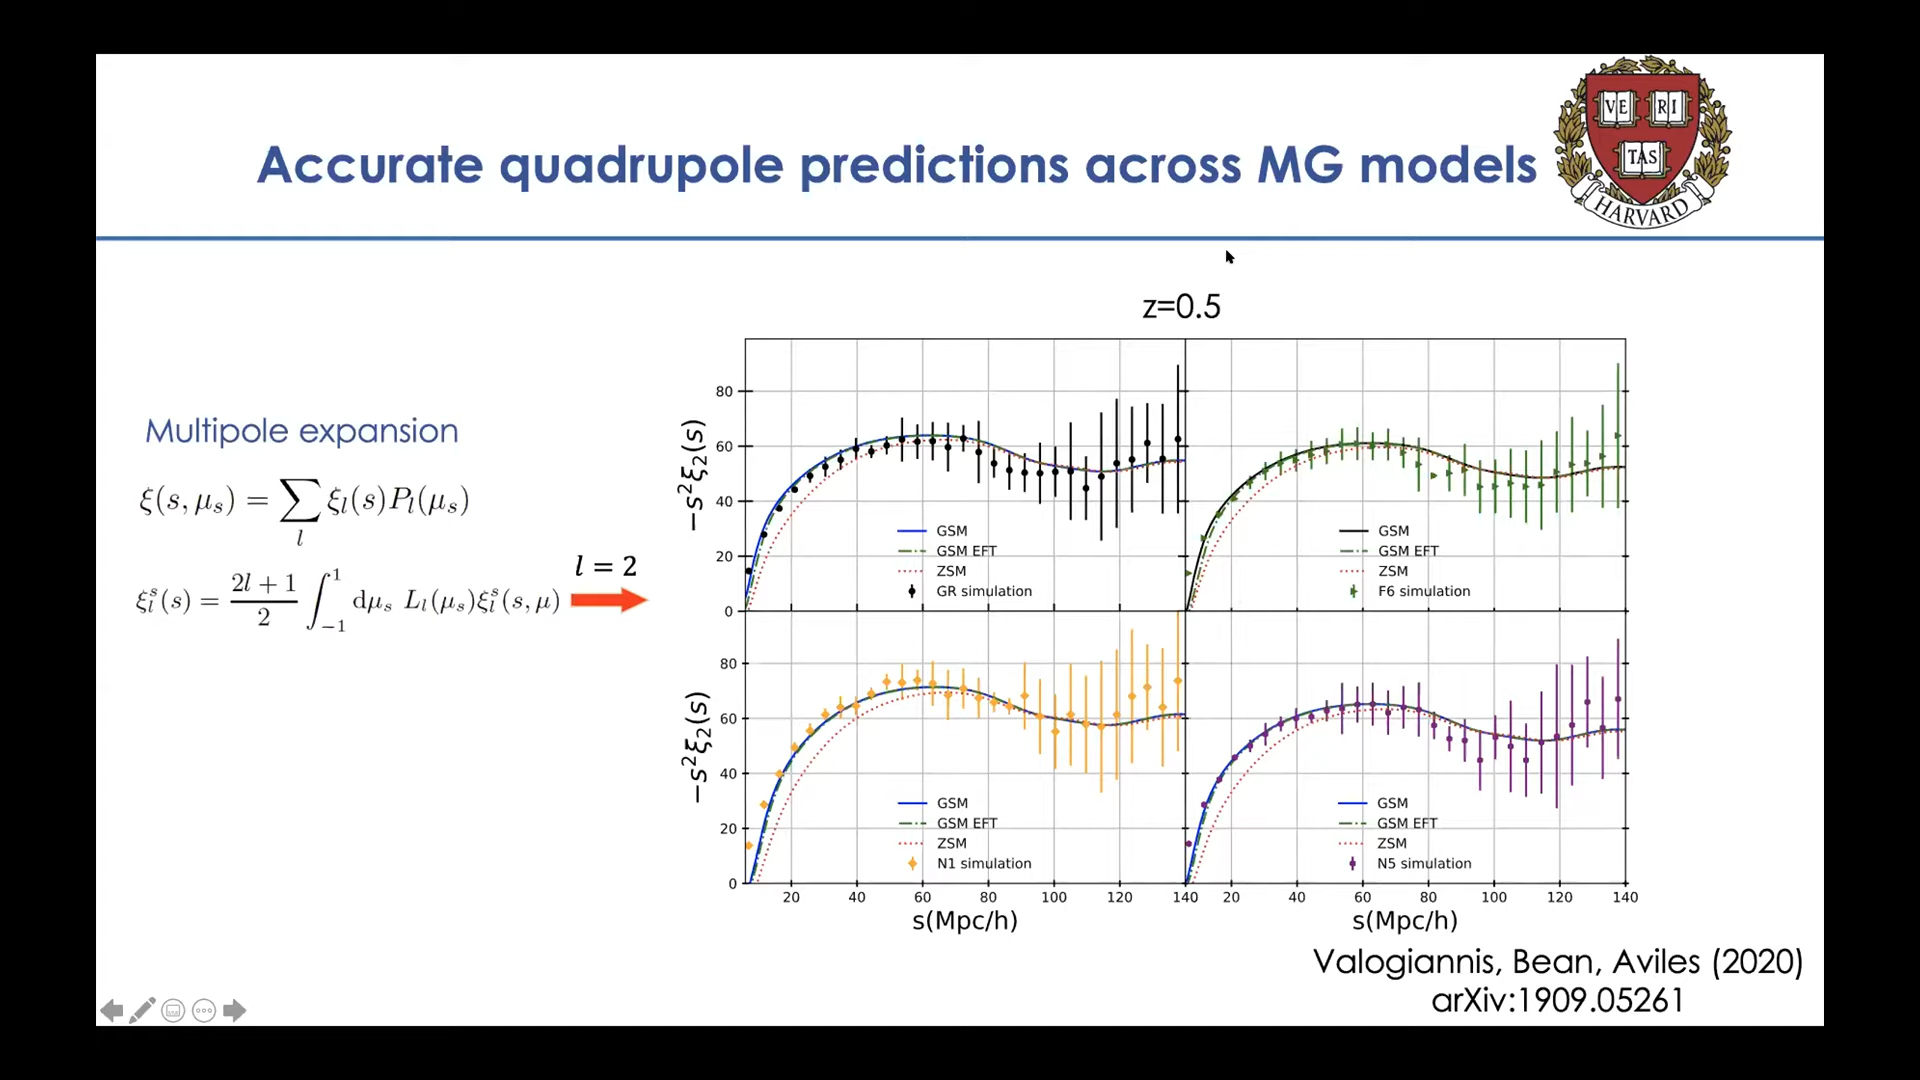 Accurate quadrupole predictions across MG models
VE RI
TAS
HARVARD
z=0.5
Multipole expansion
ξ(s, μ_s) = ∑_l ξ_l(s)P_l(μ_s)
ξ_l^s(s) = \frac{2l + 1}{2} ∫_{-1}^{1} dμ_s L_l(μ_s)ξ_l^s(s, μ)
l = 2
−s²ξ₂(s)
80
60
40
20
0
GSM
GSM EFT
ZSM
GR simulation
GSM
GSM EFT
ZSM
F6 simulation
−s²ξ₂(s)
80
60
40
20
0
GSM
GSM EFT
ZSM
N1 simulation
GSM
GSM EFT
ZSM
N5 simulation
20 40 60 80 100 120 140 20 40 60 80 100 120 140
s(Mpc/h) s(Mpc/h)
Valogiannis, Bean, Aviles (2020)
arXiv:1909.05261